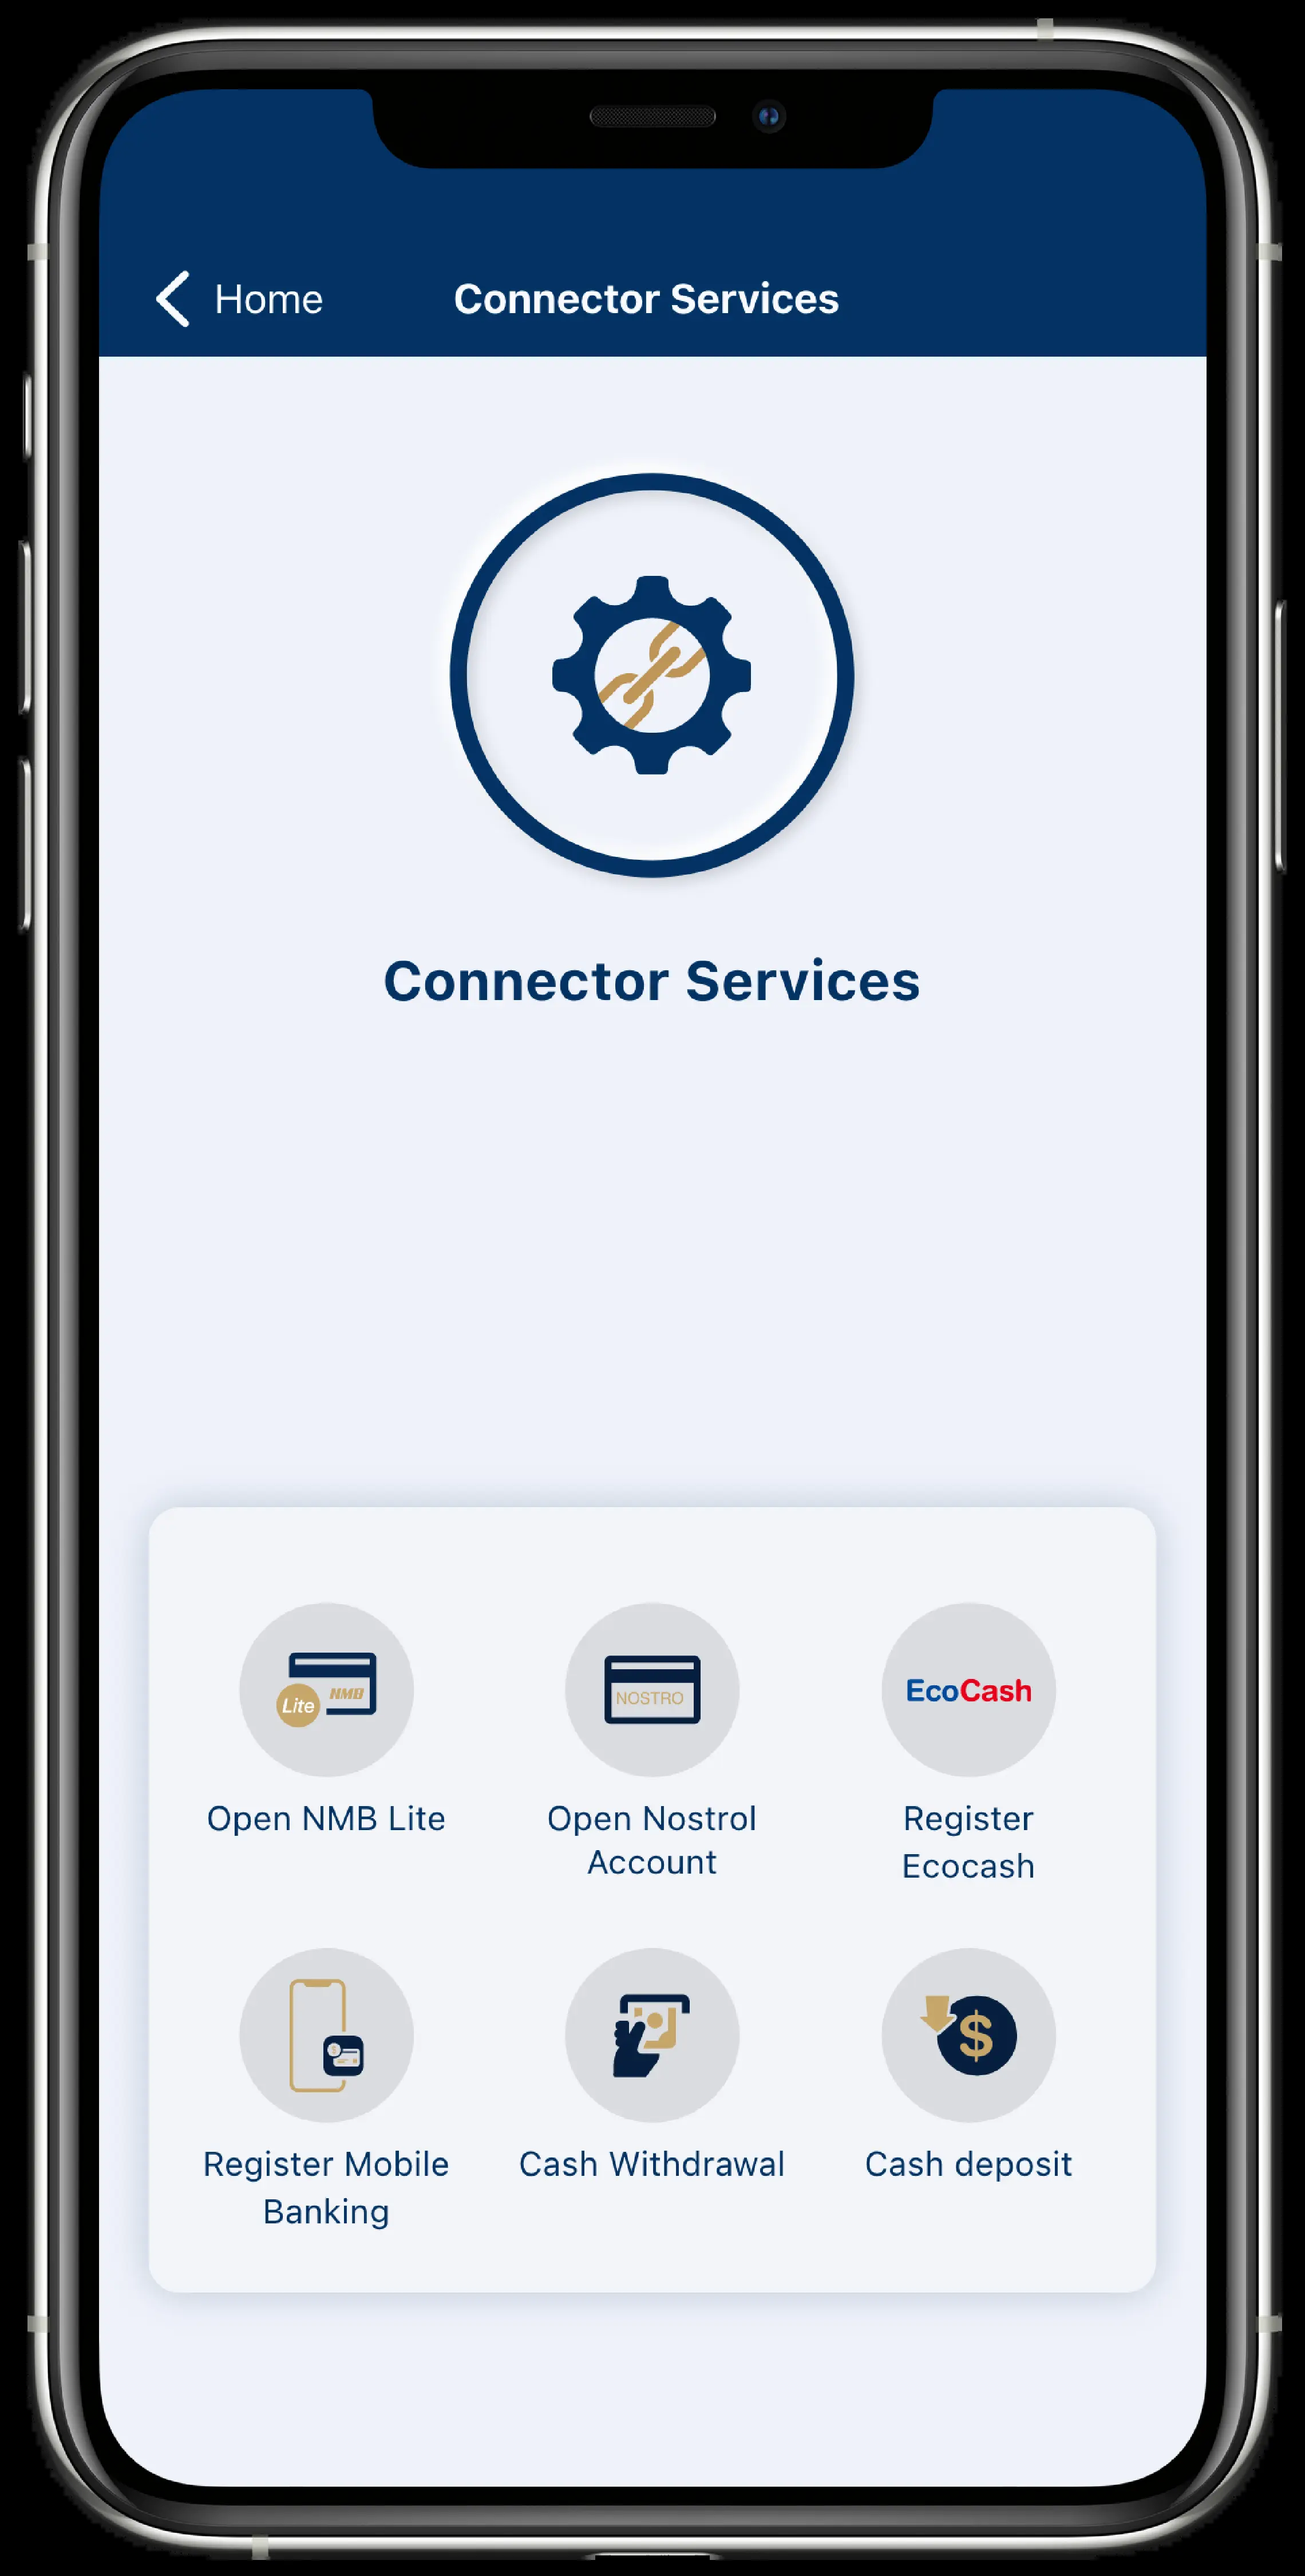 Home Connector Services
Connector Services
Lite NMB
NOSTRO
EcoCash
Open NMB Lite
Open Nostrol
Account
Register
Ecocash
$
Register Mobile
Banking
Cash Withdrawal
Cash deposit